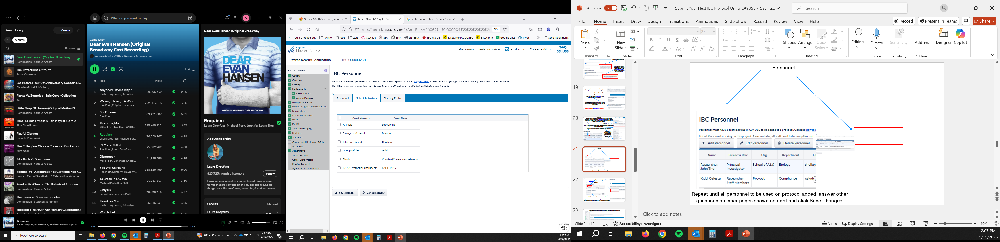 What do you want to play?
C
Your Library
Create
Albums
Recents
Dear Evan Hansen (Original Broadway...
Compilation • Various Artists
The Attractions Of Youth
Barns Courtney
Les Misérables (10th Anniversary Concert Li...
Claude-Michel Schönberg
Plants Vs. Zombies - Epic Cover Collection
Kāru
Little Shop Of Horrors (Original Motion Pictu...
Compilation • Various Artists
Tribal Drums Fitness Music Playlist (Cardio ...
Blue Claw Fitness
Playful Clarinet
Ludmila Peterková
The Collegiate Chorale Presents: Knickerbo...
Kurt Weill
A Collector's Sondheim
Compilation • Various Artists
Sondheim: A Celebration at Carnegie Hall (C...
Concert Cast of Sondheim: A Celebration at Carne...
Send in the Clowns: The Ballads of Stephen ...
Compilation • Various Artists
The Essential Stephen Sondheim
Compilation • Stephen Sondheim
Godspell (The 40th Anniversary Celebration)
Compilation
Dear Evan Hansen (Original Broadway Cast Recording)
Various Artists • 2017 • 14 songs, 56 min 35 sec
List
# Title Plays
1 Anybody Have a Map? 69,095,342 2:26
Rachel Bay Jones, Jennifer L...
2 Waving Through A Wind... 222,803,616 3:56
Ben Platt, Original Broadwa...
3 For Forever 89,421,887 5:01
Ben Platt
4 Sincerely, Me 119,946,111 3:42
Mike Faist, Ben Platt, Will Ro...
Requiem 76,050,267 4:19
Laura Dreyfuss, Michael Par...
6 If I Could Tell Her 95,082,762 4:08
Ben Platt, Laura Dreyfuss
7 Disappear 41,325,556 4:35
Mike Faist, Ben Platt, Kristol...
8 You Will Be Found 118,825,459 6:00
Ben Platt, Kristolyn Lloyd, W...
9 To Break In a Glove 24,283,847 3:50
Michael Park, Ben Platt
10 Only Us 65,068,615 3:47
Laura Dreyfuss, Ben Platt
11 Good For You 55,815,831 3:05
Rachel Bay Jones, Kristolyn ...
Words Fail
Dear Evan Hansen (Original Broadway
DEAR
EVAN
HANSEN
ORIGINAL BROADWAY CAST RECORDING
Requiem
Laura Dreyfuss, Michael Park, Jennifer Laura Tho
About the artist
Laura Dreyfuss
823,725 monthly listeners
Follow
I love making music I can dance to and I love writing
things that are very specific to my experience. Some
things I also like are Oprah, pantsuits, & rooftop sunset...
Credits
Show all
Laura Dreyfuss
Requiem
Laura Dreyfuss, Michael Park, Jennifer Laura Thompson
4:00
4:19
Type here to search
91°F Partly sunny
2:07 PM
9/19/2025
Texas A&M University System -
Start a New IBC Application
variola minor virus - Google Sear
80%
You are logged out.
TAMIU
tools
stats
Cascade
SSO
SPIN
LISTSERV
IBC risk DB
Basecamp IACUC/IBC
Basecamp
Google class
Pivot
Other Bookmarks
cayuse
Hazard Safety
Site: TAMIU
Role: IBC Office
Products
Celeste Kidd
cayuse
Start a New IBC Application
IBC-00000028 1
Table of Contents
Options
Overview
Funding
Nucleic Acids
NIH Guidelines
Vectors/Plasmids
Biological Materials
Infectious Agents/Microorganisms
Nanoparticles
Whole Animal Work
Plants
Facilities
Transport/Shipping
Dual Use
Personnel
Occupational Health and Safety
Assurance
Attachments
Submit Protocol
Cancel Draft Protocol
Preview Protocol
Agents on IACUC Protocols
IBC Personnel
Personnel must have a profile set up in CAYUSE to be added to a protocol. Contact ibc@tamiu.edu for assistance with getting a profile set up for any personnel that aren't available.
List all Personnel working on this project. As a reminder, all staff need to be compliant with with training requirements.
Personnel
Select Activities
Training Profile
Agent Category Agent Name
Animals Drosophila
Biological Materials Murine
Infectious Agents Candida
Nanoparticles Gold
Plants Cilantro (Coriandrum sativum)
R/sNA Synthetic Experiments pADH118-2
Save changes
Cancel changes
Resource
Center
badge
2:07 PM
9/19/2025
AutoSave On
Submit Your Next IBC Protocol Using CAYUSE • Saving...
Search
File
Home
Insert
Draw
Design
Transitions
Animations
Slide Show
Record
Review
View
Help
Record
Present in Teams
Share
Paste
Clipboard
New
Slide
Slides
27
Font
Paragraph
Shapes
Arrange
Quick
Styles
Drawing
Editing
Dictate
Voice
Sensitivity
Sensitivity
Add-ins
Add-ins
Designer
Copilot
19
20
21
22
23
Personnel
IBC Personnel
Personnel must have a profile set up in CAYUSE to be added to a protocol. Contact ibc@tam
List all Personnel working on this project. As a reminder, all staff need to be compliant with
Add Personnel
Edit Personnel
Delete Personnel
Name Business Role Org. Department Em
Researcher, John The Principal Investigator School of A&S Biology shelley.
Kidd, Celeste Researcher Staff Members Provost Compliance cekid
Repeat until all personnel to be used on protocol added, answer other
questions on inner pages shown on right and click Save Changes.
Click to add notes
Slide 21 of 31
Accessibility: Investigate
Notes
Display Settings
40%
2:07 PM
9/19/2025